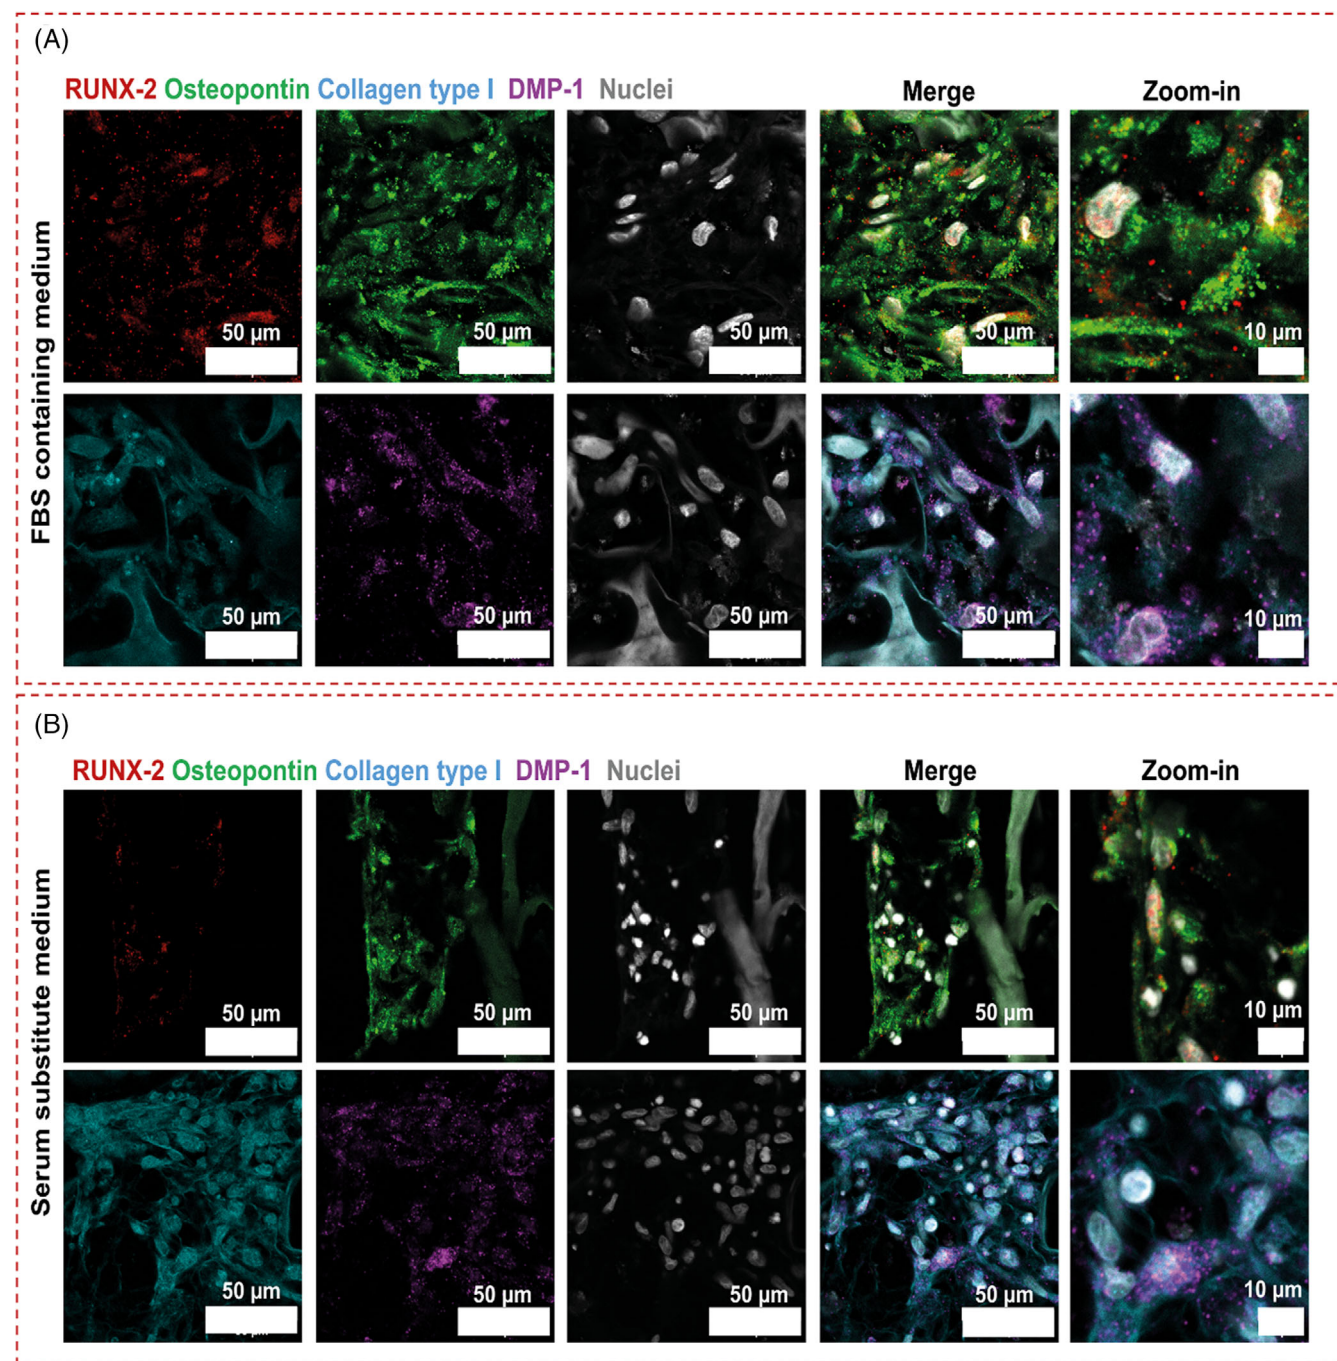 (A)
RUNX-2 Osteopontin Collagen type I DMP-1 Nuclei Merge Zoom-in
FBS containing medium
50 µm 50 µm 50 µm 50 µm 10 µm
50 µm 50 µm 50 µm 50 µm 10 µm
(B)
RUNX-2 Osteopontin Collagen type I DMP-1 Nuclei Merge Zoom-in
Serum substitute medium
50 µm 50 µm 50 µm 50 µm 10 µm
50 µm 50 µm 50 µm 50 µm 10 µm